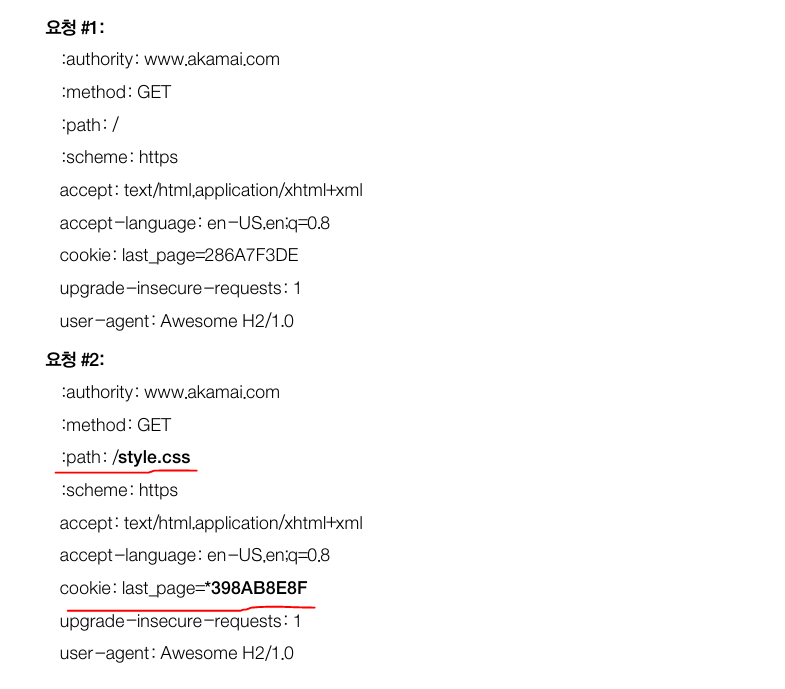 요청 #1:
:authority: www.akamai.com
:method: GET
:path: /
:scheme: https
accept: text/html,application/xhtml+xml
accept-language: en-US,en;q=0.8
cookie: last_page=286A7F3DE
upgrade-insecure-requests: 1
user-agent: Awesome H2/1.0
요청 #2:
:authority: www.akamai.com
:method: GET
:path: /style.css
:scheme: https
accept: text/html,application/xhtml+xml
accept-language: en-US,en;q=0.8
cookie: last_page=*398AB8E8F
upgrade-insecure-requests: 1
user-agent: Awesome H2/1.0